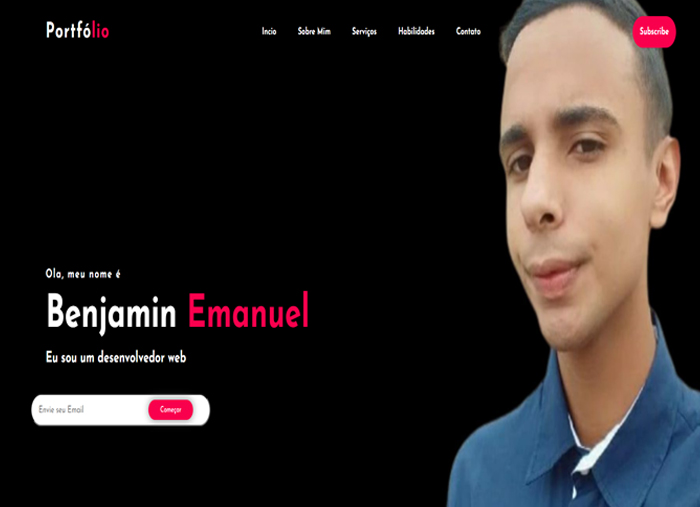 Portfólio
Incio Sobre Mim Serviços Habilidades Contato Subscribe
Ola, meu nome é
Benjamin Emanuel
Eu sou um desenvolvedor web
Envie seu Email Começar